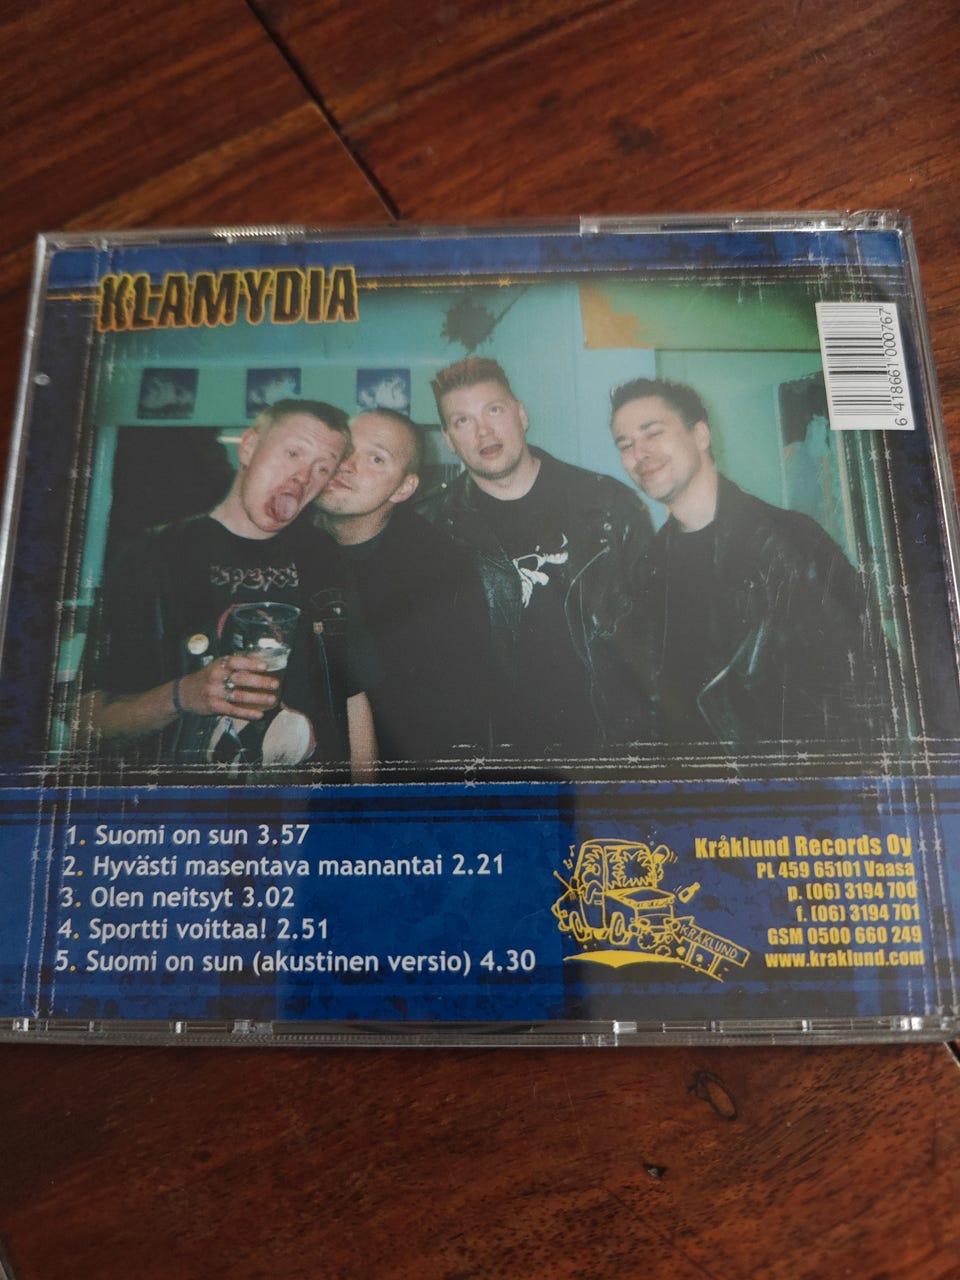 KLAMYDIA
6 418661 000767
1. Suomi on sun 3.57
2. Hyvästi masentava maanantai 2.21
3. Olen neitsyt 3.02
4. Sportti voittaa! 2.51
5. Suomi on sun (akustinen versio) 4.30
KRÅKLUND
Kråklund Records Oy
PL 459 65101 Vaasa
p. (06) 3194 700
f. (06) 3194 701
GSM 0500 660 249
www.kraklund.com